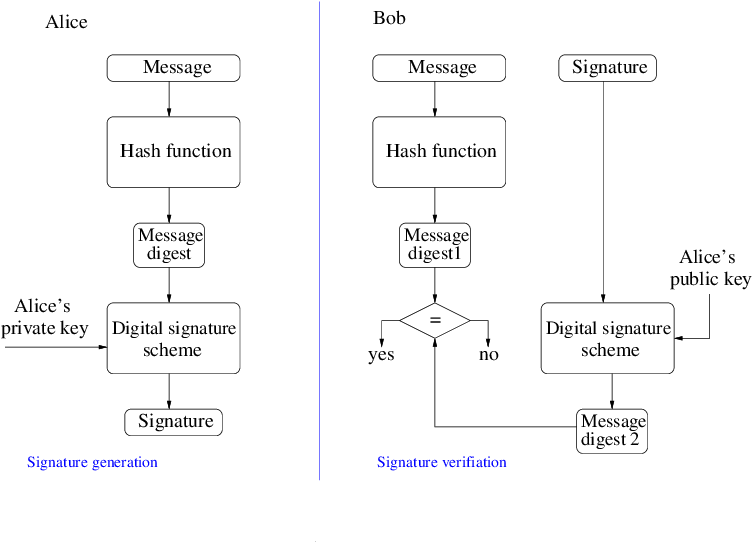 Alice
Message
Hash function
Message
digest
Alice's
private key
Digital signature
scheme
Signature
Signature generation
Bob
Message
Signature
Hash function
Message
digest1
Alice's
public key
=
yes
no
Digital signature
scheme
Message
digest 2
Signature verifiation